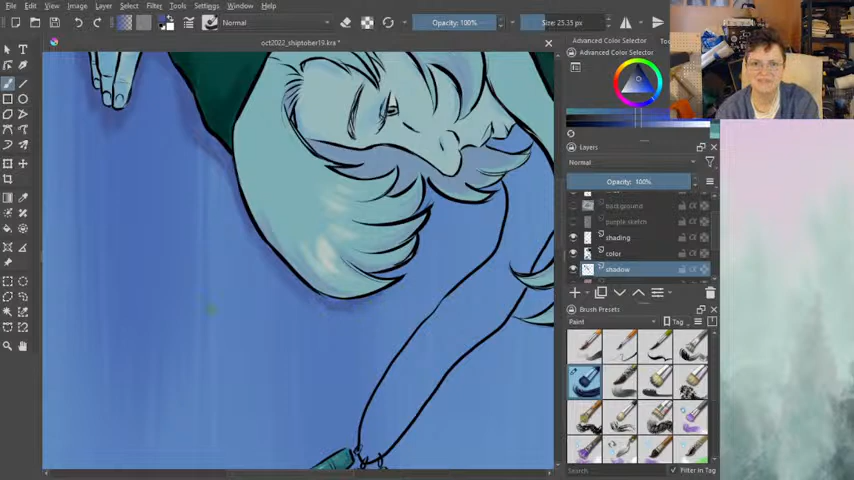 File Edit View Image Layer Select Filter Tools Settings Window Help
Normal Opacity: 100% Size: 25.35 px
oct2022_shiptober19.kra *
Advanced Color Selector
Advanced Color Selector
Layers
Normal
Opacity: 100%
background
purple sketch
shading
color
shadow
Brush Presets
Paint Tag
Search Filter in Tag